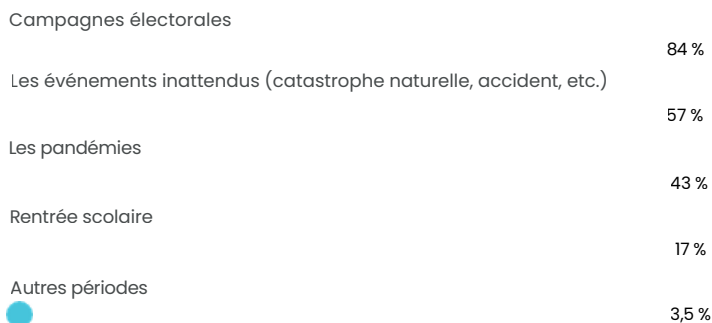 Campagnes électorales
84 %
Les événements inattendus (catastrophe naturelle, accident, etc.)
57 %
Les pandémies
43 %
Rentrée scolaire
17 %
Autres périodes
3,5 %